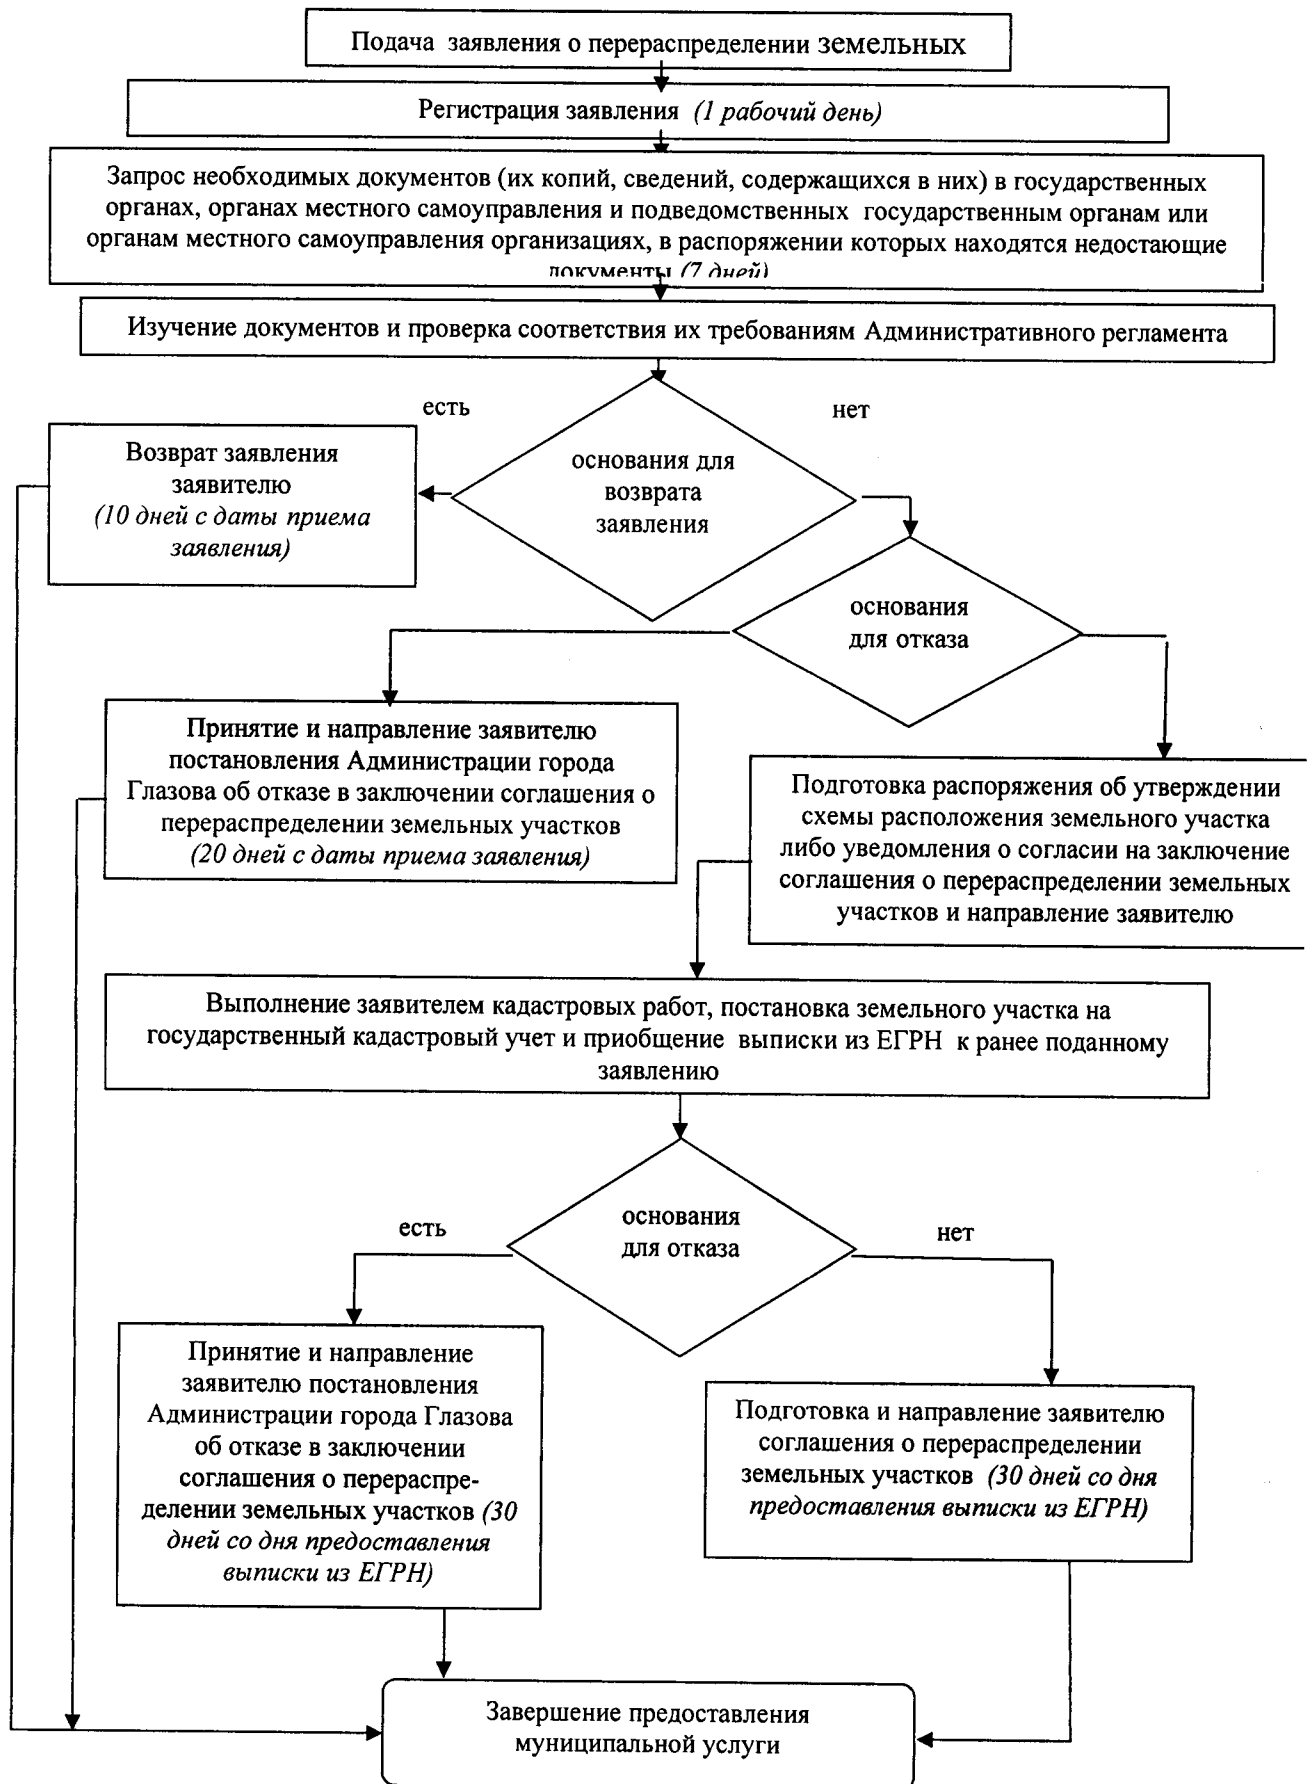 Подача заявления о перераспределении земельных
Регистрация заявления (1 рабочий день)
Запрос необходимых документов (их копий, сведений, содержащихся в них) в государственных
органах, органах местного самоуправления и подведомственных государственным органам или
органам местного самоуправления организациях, в распоряжении которых находятся недостающие
документы (7 дней)
Изучение документов и проверка соответствия их требованиям Административного регламента
есть
нет
основания для
возврата
заявления
Возврат заявления
заявителю
(10 дней с даты приема
заявления)
основания
для отказа
Принятие и направление заявителю
постановления Администрации города
Глазова об отказе в заключении соглашения о
перераспределении земельных участков
(20 дней с даты приема заявления)
Подготовка распоряжения об утверждении
схемы расположения земельного участка
либо уведомления о согласии на заключение
соглашения о перераспределении земельных
участков и направление заявителю
Выполнение заявителем кадастровых работ, постановка земельного участка на
государственный кадастровый учет и приобщение выписки из ЕГРН к ранее поданному
заявлению
основания
для отказа
есть
нет
Принятие и направление
заявителю постановления
Администрации города Глазова
об отказе в заключении
соглашения о перераспре-
делении земельных участков (30
дней со дня предоставления
выписки из ЕГРН)
Подготовка и направление заявителю
соглашения о перераспределении
земельных участков (30 дней со дня
предоставления выписки из ЕГРН)
Завершение предоставления
муниципальной услуги